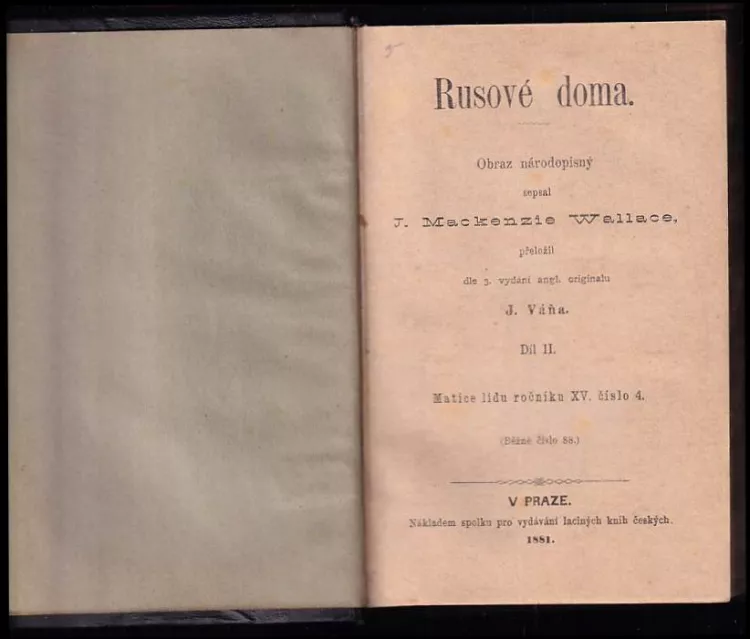 Rusové doma.
Obraz národopisný
sepsal
J. Mackenzie Wallace,
přeložil
dle 3. vydání angl. originalu
J. Váňa.
Díl II.
Matice lidu ročníku XV. číslo 4.
(Běžné číslo 88.)
V PRAZE.
Nákladem spolku pro vydávání laciných knih českých.
1881.